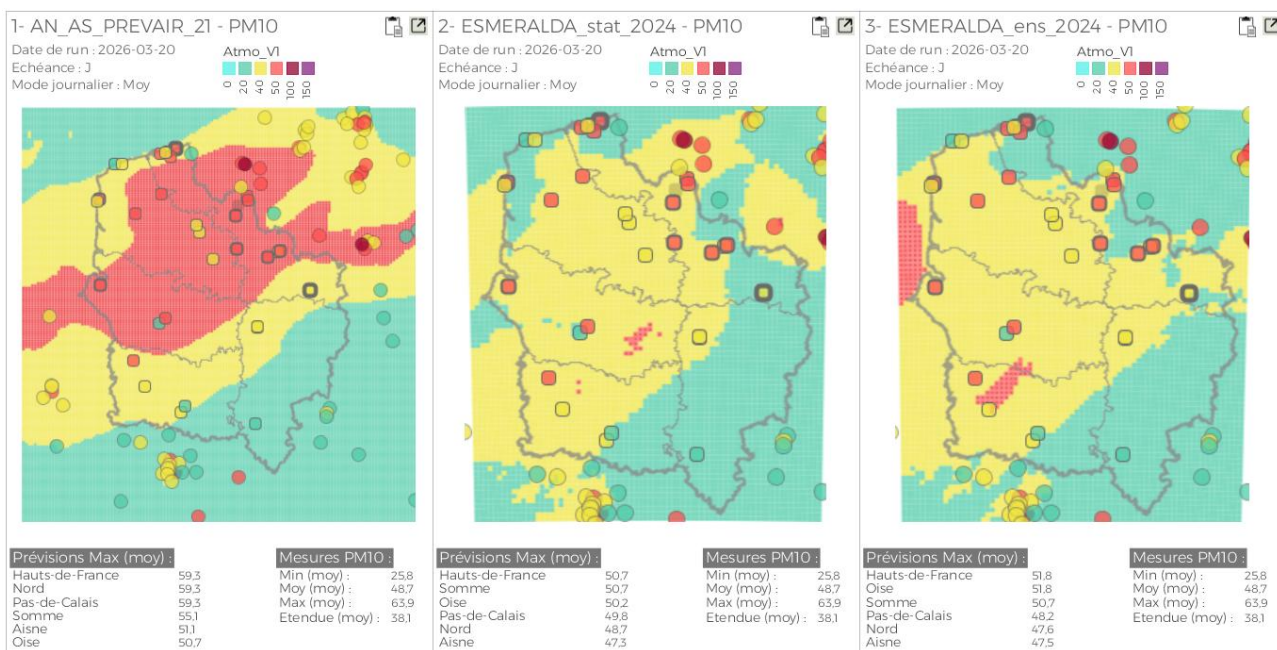 1- AN_AS_PREVAIR_21 - PM10
Date de run : 2026-03-20
Echéance : J
Mode journalier : Moy
Atmo_V1
0 20 40 50 100 150
Prévisions Max (moy) :
Hauts-de-France 59,3
Nord 59,3
Pas-de-Calais 59,3
Somme 55,1
Aisne 51,1
Oise 50,7
Mesures PM10 :
Min (moy) : 25,8
Moy (moy) : 48,7
Max (moy) : 63,9
Etendue (moy) : 38,1
2- ESMERALDA_stat_2024 - PM10
Date de run : 2026-03-20
Echéance : J
Mode journalier : Moy
Atmo_V1
0 20 40 50 100 150
Prévisions Max (moy) :
Hauts-de-France 50,7
Somme 50,7
Oise 50,2
Pas-de-Calais 49,8
Nord 48,7
Aisne 47,3
Mesures PM10 :
Min (moy) : 25,8
Moy (moy) : 48,7
Max (moy) : 63,9
Etendue (moy) : 38,1
3- ESMERALDA_ens_2024 - PM10
Date de run : 2026-03-20
Echéance : J
Mode journalier : Moy
Atmo_V1
0 20 40 50 100 150
Prévisions Max (moy) :
Hauts-de-France 51,8
Oise 51,8
Somme 50,7
Pas-de-Calais 48,2
Nord 47,6
Aisne 47,5
Mesures PM10 :
Min (moy) : 25,8
Moy (moy) : 48,7
Max (moy) : 63,9
Etendue (moy) : 38,1